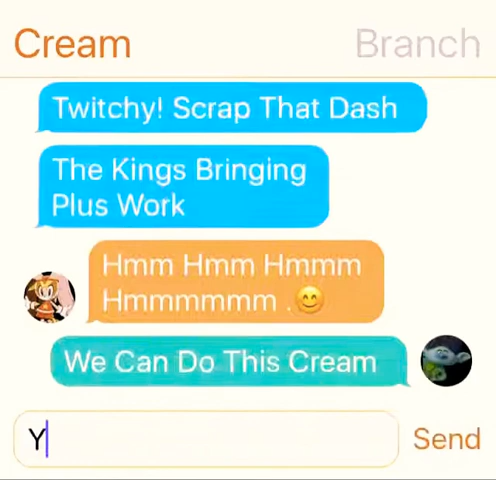 Cream
Branch
Twitchy! Scrap That Dash
The Kings Bringing
Plus Work
Hmm Hmm Hmmm
Hmmmmmm . 😊
We Can Do This Cream
Y
Send